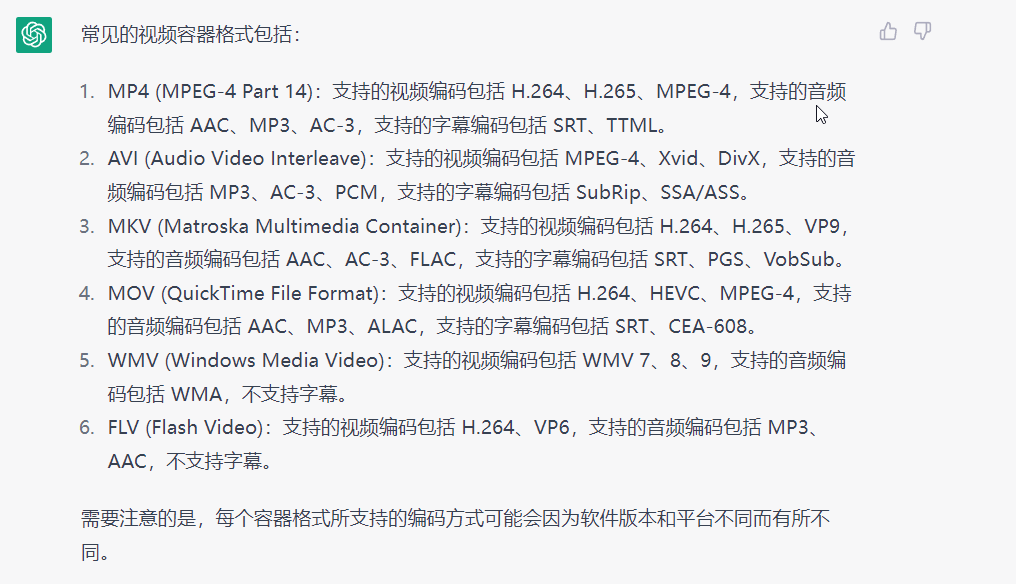 常见的视频容器格式包括：
1. MP4 (MPEG-4 Part 14)：支持的视频编码包括 H.264、H.265、MPEG-4，支持的音频
编码包括 AAC、MP3、AC-3，支持的字幕编码包括 SRT、TTML。
2. AVI (Audio Video Interleave)：支持的视频编码包括 MPEG-4、Xvid、DivX，支持的音
频编码包括 MP3、AC-3、PCM，支持的字幕编码包括 SubRip、SSA/ASS。
3. MKV (Matroska Multimedia Container)：支持的视频编码包括 H.264、H.265、VP9，
支持的音频编码包括 AAC、AC-3、FLAC，支持的字幕编码包括 SRT、PGS、VobSub。
4. MOV (QuickTime File Format)：支持的视频编码包括 H.264、HEVC、MPEG-4，支持
的音频编码包括 AAC、MP3、ALAC，支持的字幕编码包括 SRT、CEA-608。
5. WMV (Windows Media Video)：支持的视频编码包括 WMV 7、8、9，支持的音频编
码包括 WMA，不支持字幕。
6. FLV (Flash Video)：支持的视频编码包括 H.264、VP6，支持的音频编码包括 MP3、
AAC，不支持字幕。
需要注意的是，每个容器格式所支持的编码方式可能会因为软件版本和平台不同而有所不
同。